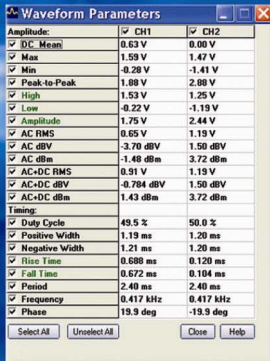 Waveform Parameters
Amplitude: CH1 CH2
DC_Mean 0.63 V 0.00 V
Max 1.59 V 1.47 V
Min -0.28 V -1.41 V
Peak-to-Peak 1.88 V 2.88 V
High 1.53 V 1.25 V
Low -0.22 V -1.19 V
Amplitude 1.75 V 2.44 V
AC RMS 0.65 V 1.19 V
AC dBV -3.70 dBV 1.50 dBV
AC dBm -1.48 dBm 3.72 dBm
AC+DC RMS 0.91 V 1.19 V
AC+DC dBV -0.784 dBV 1.50 dBV
AC+DC dBm 1.43 dBm 3.72 dBm
Timing:
Duty Cycle 49.5 % 50.0 %
Positive Width 1.19 ms 1.20 ms
Negative Width 1.21 ms 1.20 ms
Rise Time 0.688 ms 0.120 ms
Fall Time 0.672 ms 0.104 ms
Period 2.40 ms 2.40 ms
Frequency 0.417 kHz 0.417 kHz
Phase 19.9 deg -19.9 deg
Select All Unselect All Close Help